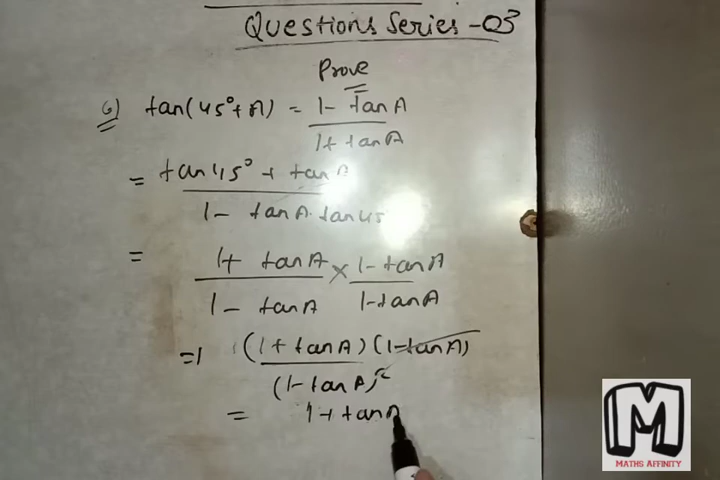 Questions Series - 03
Prove
6) tan(45°+A) = 1 - tanA / 1 + tanA
= tan45° + tanA / 1 - tanA . tan45
= 1 + tanA / 1 - tanA × 1 - tanA / 1 - tanA
= 1 (1 + tanA) (1 - tanA) / (1 - tanA)²
= 1 + tanA
M
MATHS AFFINITY